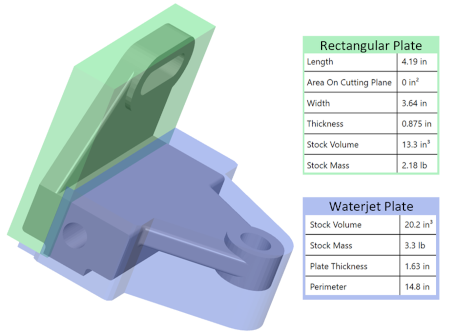 Rectangular Plate
Length 4.19 in
Area On Cutting Plane 0 in²
Width 3.64 in
Thickness 0.875 in
Stock Volume 13.3 in³
Stock Mass 2.18 lb
Waterjet Plate
Stock Volume 20.2 in³
Stock Mass 3.3 lb
Plate Thickness 1.63 in
Perimeter 14.8 in